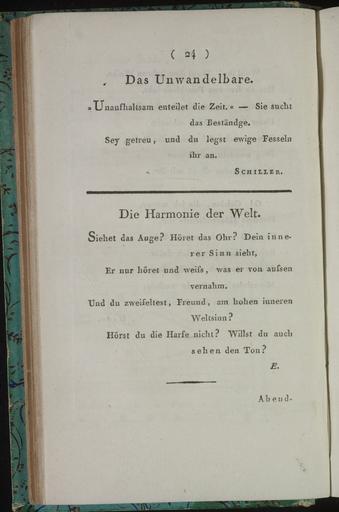 ( 24 )
Das Unwandelbare.
»Unaufhaltsam enteilet die Zeit.« — Sie sucht
das Beständge.
Sey getreu, und du legst ewige Fesseln
ihr an.
SCHILLER.
Die Harmonie der Welt.
Siehet das Auge? Höret das Ohr? Dein inne-
rer Sinn sieht,
Er nur höret und weiſs, was er von auſsen
vernahm.
Und du zweifeltest, Freund, am hohen inneren
Weltsinn?
Hörst du die Harfe nicht? Willst du auch
sehen den Ton?
E.
Abend-